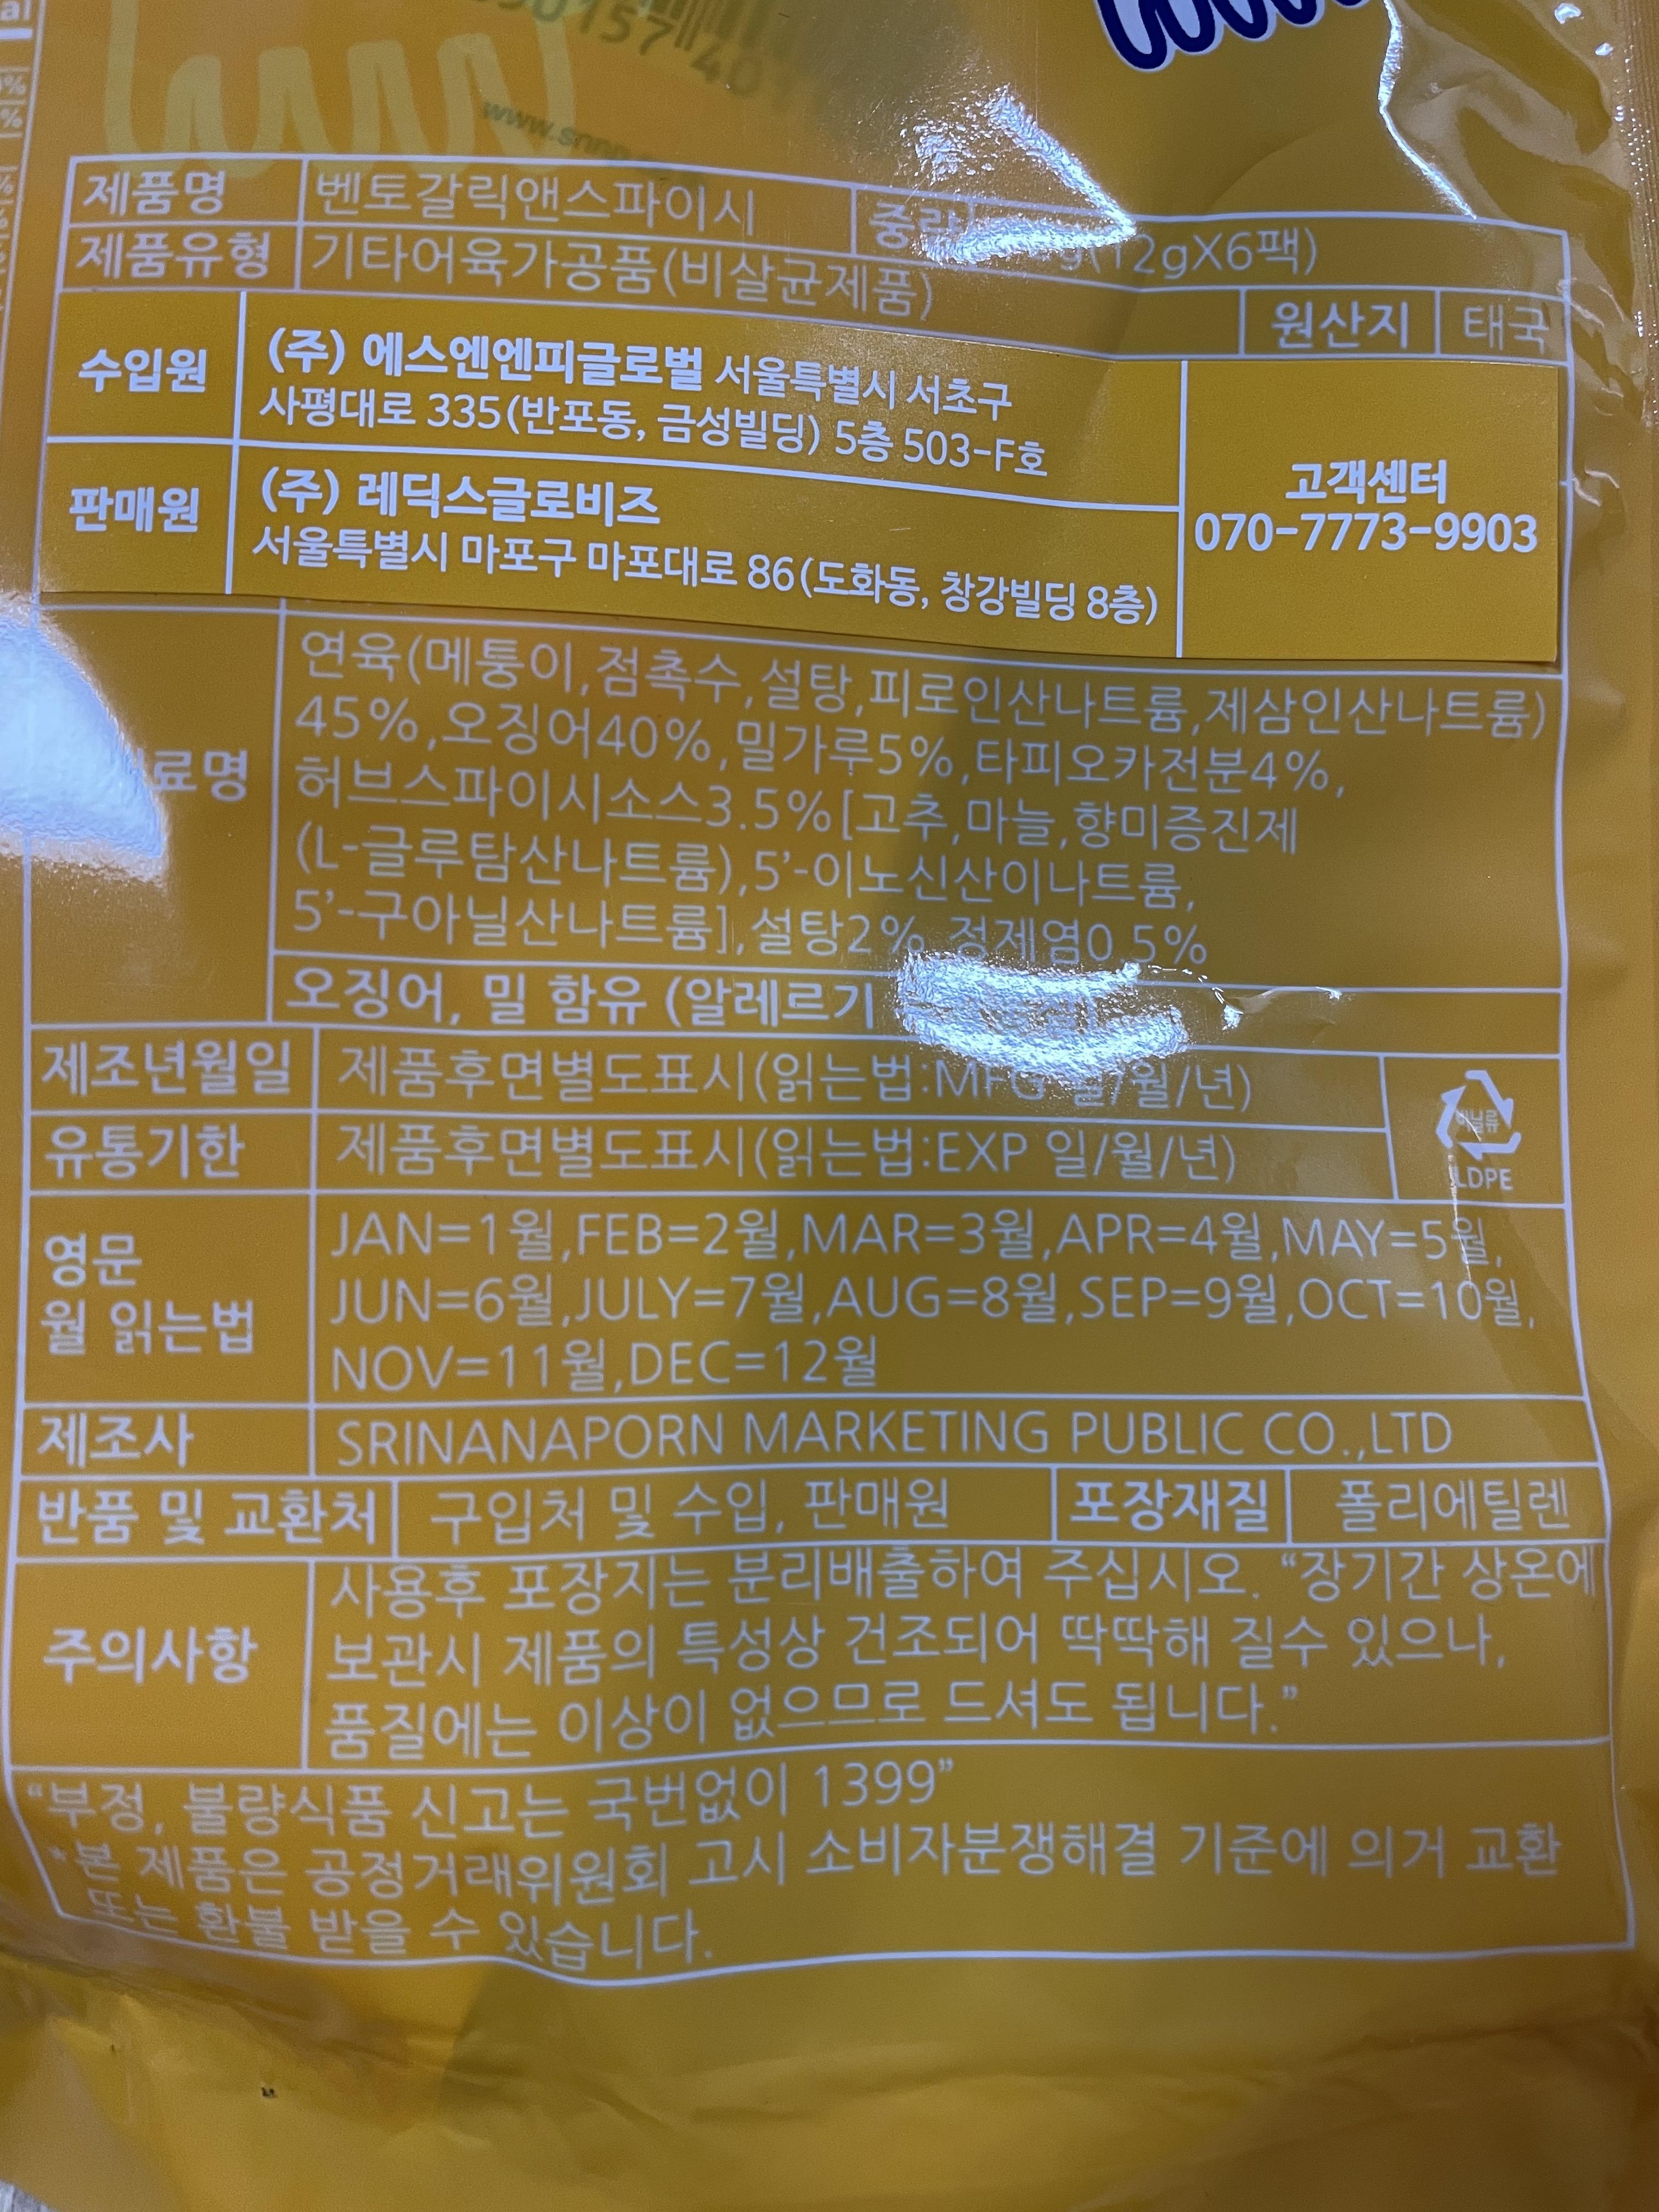 www.snnp
제품명 벤토갈릭앤스파이시 중량 2gX6팩)
제품유형 기타어육가공품(비살균제품) 원산지 태국
수입원 (주) 에스엔엔피글로벌 서울특별시 서초구
사평대로 335(반포동, 금성빌딩) 5층 503-F호
판매원 (주) 레딕스글로비즈
서울특별시 마포구 마포대로 86(도화동, 창강빌딩 8층)
고객센터
070-7773-9903
연육(메퉁이,점촉수,설탕,피로인산나트륨,제삼인산나트륨)
45%,오징어40%,밀가루5%,타피오카전분4%,
료명 허브스파이시소스3.5%[고추,마늘,향미증진제
(L-글루탐산나트륨),5'-이노신산이나트륨,
5'-구아닐산나트륨],설탕2%,정제염0.5%
오징어, 밀 함유 (알레르기
제조년월일 제품후면별도표시(읽는법:MFG 일/월/년)
유통기한 제품후면별도표시(읽는법:EXP 일/월/년)
비닐류
LDPE
영문
월 읽는법
JAN=1월,FEB=2월,MAR=3월,APR=4월,MAY=5월,
JUN=6월,JULY=7월,AUG=8월,SEP=9월,OCT=10월,
NOV=11월,DEC=12월
제조사 SRINANAPORN MARKETING PUBLIC CO.,LTD
반품 및 교환처 구입처 및 수입, 판매원 포장재질 폴리에틸렌
주의사항
사용후 포장지는 분리배출하여 주십시오. “장기간 상온에
보관시 제품의 특성상 건조되어 딱딱해 질수 있으나,
품질에는 이상이 없으므로 드셔도 됩니다.”
“부정, 불량식품 신고는 국번없이 1399”
*본 제품은 공정거래위원회 고시 소비자분쟁해결 기준에 의거 교환
또는 환불 받을 수 있습니다.